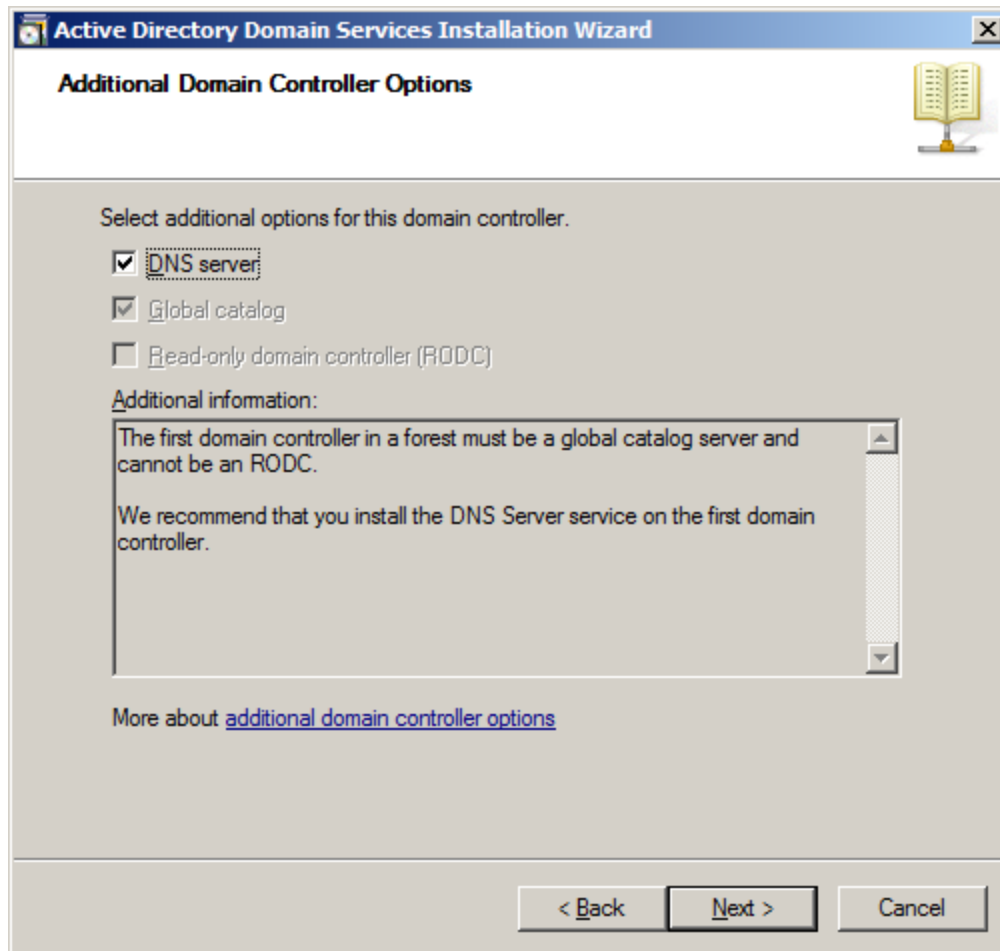 Active Directory Domain Services Installation Wizard
Additional Domain Controller Options
Select additional options for this domain controller.
DNS server
Global catalog
Read-only domain controller (RODC)
Additional information:
The first domain controller in a forest must be a global catalog server and
cannot be an RODC.
We recommend that you install the DNS Server service on the first domain
controller.
More about additional domain controller options
< Back
Next >
Cancel